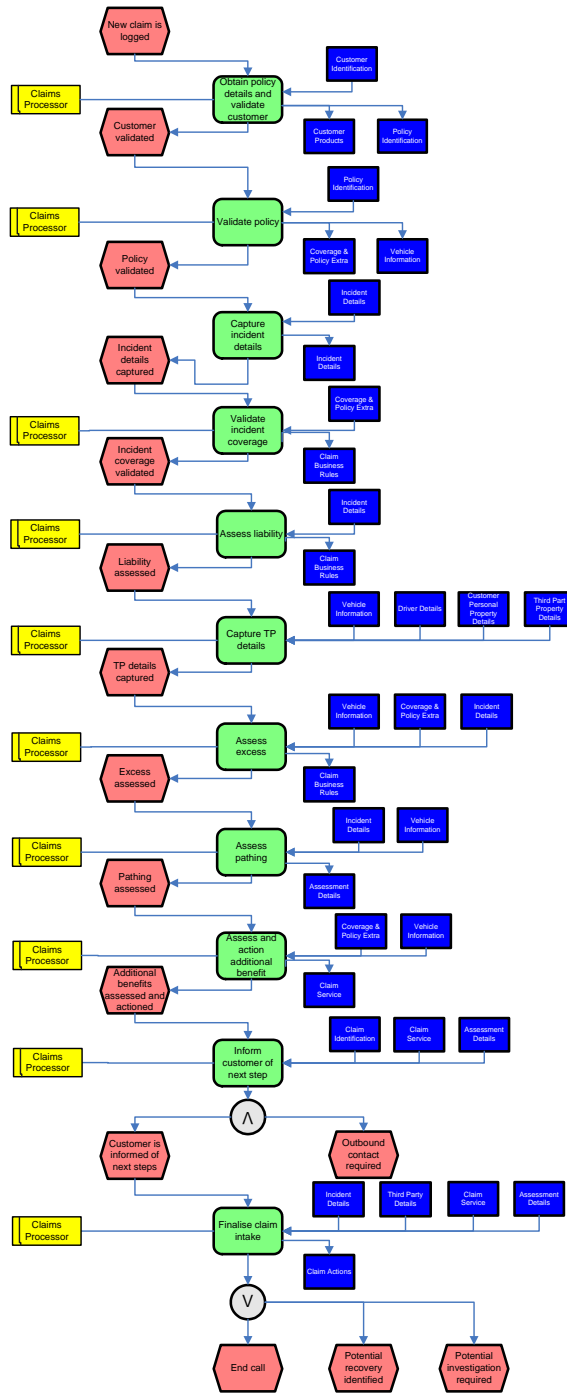 New claim is
logged
Customer
Identification
Claims
Processor
Obtain policy
details and
validate
customer
Customer
validated
Customer
Products
Policy
Identification
Policy
Identification
Claims
Processor
Validate policy
Policy
validated
Coverage &
Policy Extra
Vehicle
Information
Incident
Details
Capture
incident
details
Incident
details
captured
Incident
Details
Coverage &
Policy Extra
Claims
Processor
Validate
incident
coverage
Incident
coverage
validated
Claim
Business
Rules
Incident
Details
Claims
Processor
Assess liability
Liability
assessed
Claim
Business
Rules
Vehicle
Information
Driver Details
Customer
Personal
Property
Details
Third Part
Property
Details
Claims
Processor
Capture TP
details
TP details
captured
Vehicle
Information
Coverage &
Policy Extra
Incident
Details
Claims
Processor
Assess
excess
Excess
assessed
Claim
Business
Rules
Incident
Details
Vehicle
Information
Claims
Processor
Assess
pathing
Pathing
assessed
Assessment
Details
Coverage &
Policy Extra
Vehicle
Information
Claims
Processor
Assess and
action
additional
benefit
Additional
benefits
assessed and
actioned
Claim
Service
Claim
Identification
Claim
Service
Assessment
Details
Claims
Processor
Inform
customer of
next step
Λ
Customer is
informed of
next steps
Outbound
contact
required
Incident
Details
Third Party
Details
Claim
Service
Assessment
Details
Claims
Processor
Finalise claim
intake
Claim Actions
V
End call
Potential
recovery
identified
Potential
investigation
required